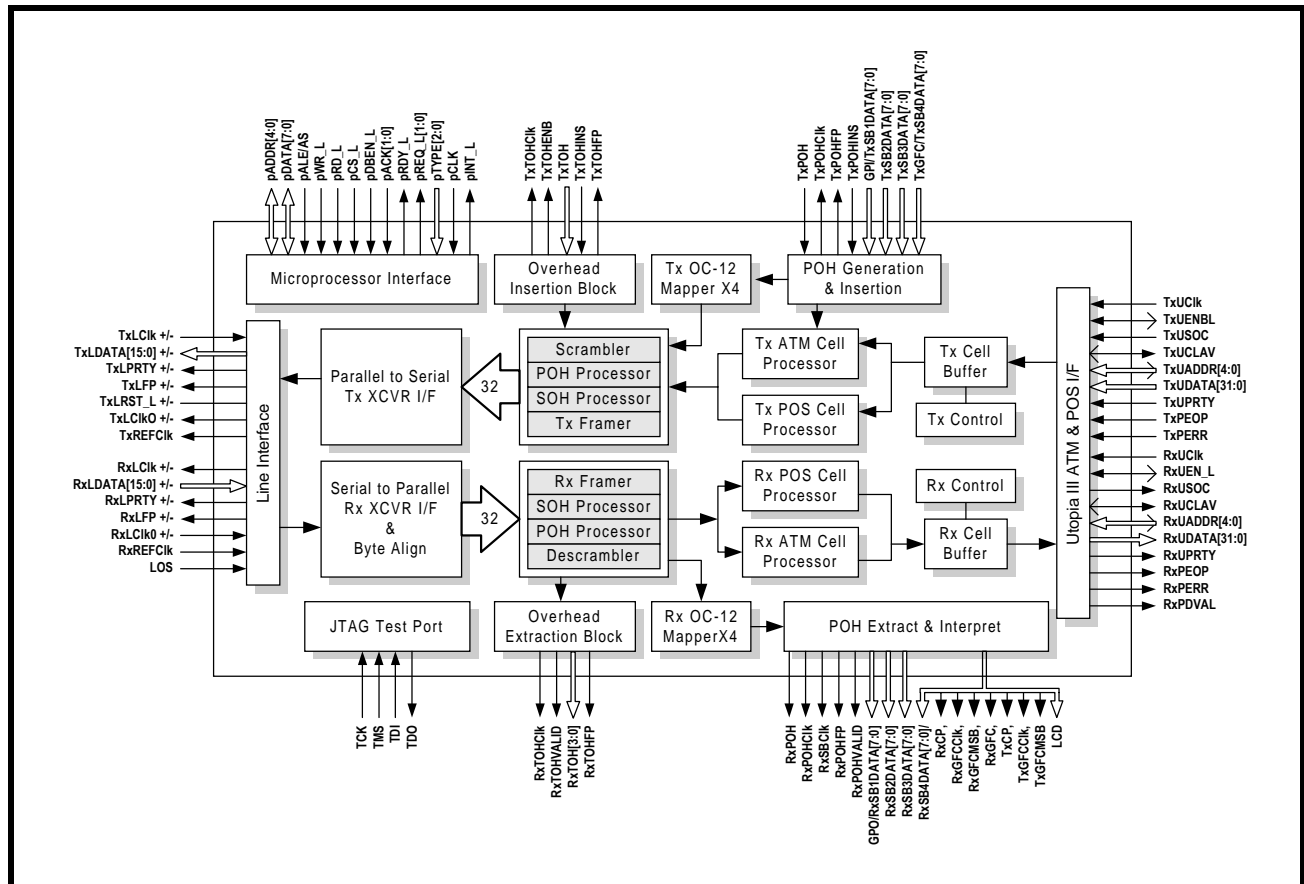 pADDR[4:0]
pDATA[7:0]
pALE/AS
pWR_L
pRD_L
pCS_L
pDBEN_L
pACK[1:0]
pRDY_L
pREQ_L[1:0]
pTYPE[2:0]
pCLK
pINT_L
TxTOHClk
TxTOHENB
TxTOH
TxTOHINS
TxTOHFP
TxPOH
TxPOHClk
TxPOHFP
TxPOHINS
GPI/TxSB1DATA[7:0]
TxSB2DATA[7:0]
TxSB3DATA[7:0]
TxGFC/TxSB4DATA[7:0]
Microprocessor Interface
Overhead
Insertion Block
Tx OC-12
Mapper X4
POH Generation
& Insertion
TxLClk +/-
TxLDATA[15:0] +/-
TxLPRTY +/-
TxLFP +/-
TxLRST_L +/-
TxLClkO +/-
TxREFClk
RxLClk +/-
RxLDATA[15:0] +/-
RxLPRTY +/-
RxLFP +/-
RxLClk0 +/-
RxREFClk
LOS
Line Interface
Parallel to Serial
Tx XCVR I/F
32
Scrambler
POH Processor
SOH Processor
Tx Framer
Tx ATM Cell
Processor
Tx POS Cell
Processor
Tx Cell
Buffer
Tx Control
Serial to Parallel
Rx XCVR I/F
&
Byte Align
32
Rx Framer
SOH Processor
POH Processor
Descrambler
Rx POS Cell
Processor
Rx ATM Cell
Processor
Rx Control
Rx Cell
Buffer
Utopia III ATM & POS I/F
TxUClk
TxUENBL
TxUSOC
TxUCLAV
TxUADDR[4:0]
TxUDATA[31:0]
TxUPRTY
TxPEOP
TxPERR
RxUClk
RxUEN_L
RxUSOC
RxUCLAV
RxUADDR[4:0]
RxUDATA[31:0]
RxUPRTY
RxPEOP
RxPERR
RxPDVAL
JTAG Test Port
Overhead
Extraction Block
Rx OC-12
MapperX4
POH Extract & Interpret
TCK
TMS
TDI
TDO
RxTOHClk
RxTOHVALID
RxTOH[3:0]
RxTOHFP
RxPOH
RxPOHClk
RxSBClk
RxPOHFP
RxPOHVALID
GPO/RxSB1DATA[7:0]
RxSB2DATA[7:0]
RxSB3DATA[7:0]
RxSB4DATA[7:0]/
RxCP,
RxGFCClk,
RxGFCMSB,
RxGFC,
TxCP,
TxGFCClk,
TxGFCMSB
LCD